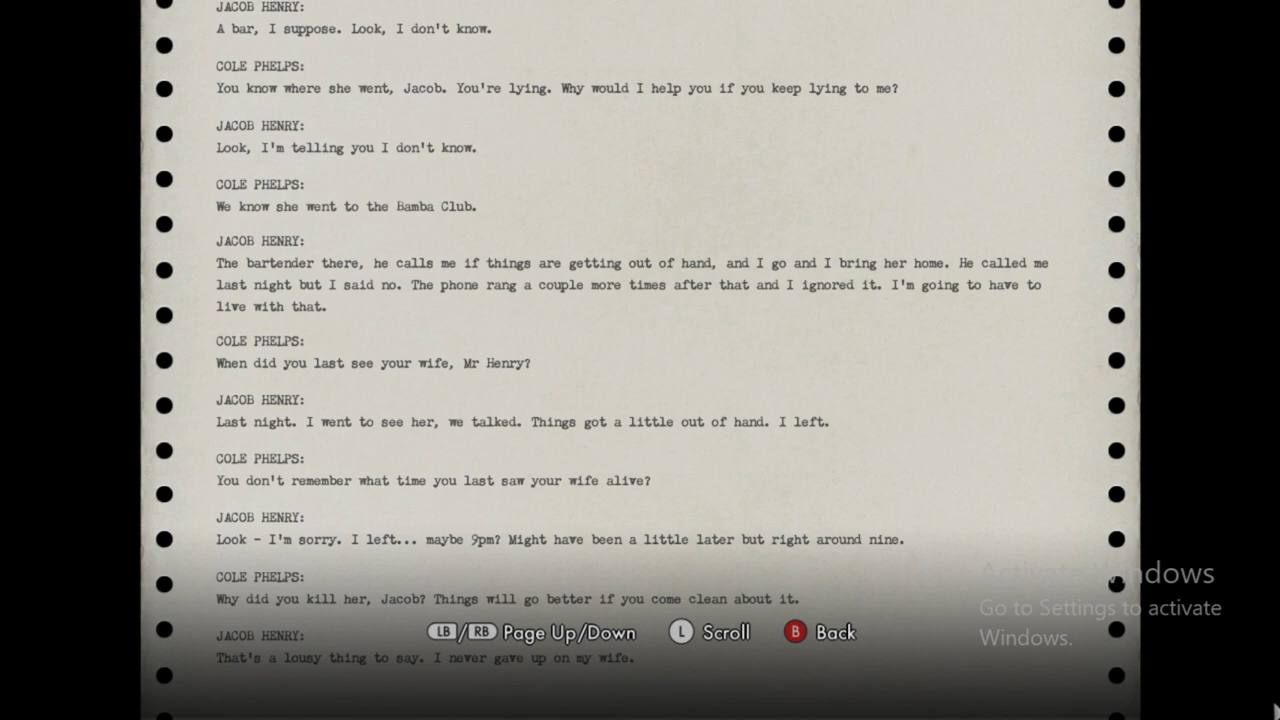 JACOB HENRY:
A bar, I suppose. Look, I don't know.
COLE PHELPS:
You know where she went, Jacob. You're lying. Why would I help you if you keep lying to me?
JACOB HENRY:
Look, I'm telling you I don't know.
COLE PHELPS:
We know she went to the Bamba Club.
JACOB HENRY:
The bartender there, he calls me if things are getting out of hand, and I go and I bring her home. He called me
last night but I said no. The phone rang a couple more times after that and I ignored it. I'm going to have to
live with that.
COLE PHELPS:
When did you last see your wife, Mr Henry?
JACOB HENRY:
Last night. I went to see her, we talked. Things got a little out of hand. I left.
COLE PHELPS:
You don't remember what time you last saw your wife alive?
JACOB HENRY:
Look - I'm sorry. I left... maybe 9pm? Might have been a little later but right around nine.
COLE PHELPS:
Why did you kill her, Jacob? Things will go better if you come clean about it.
JACOB HENRY:
That's a lousy thing to say. I never gave up on my wife.
LB/RB Page Up/Down L Scroll B Back
Activate Windows
Go to Settings to activate
Windows.